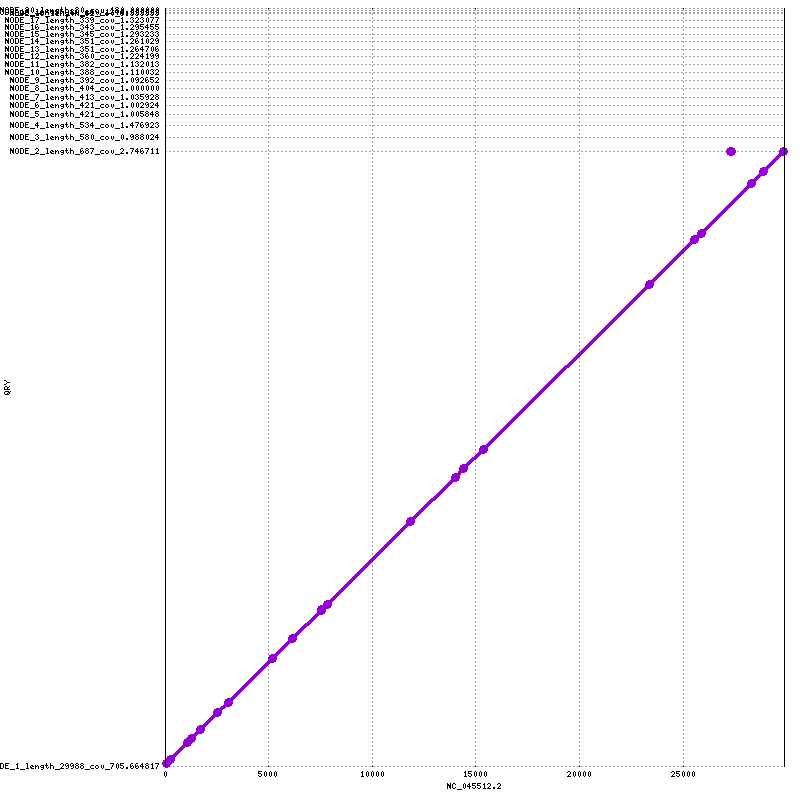 NODE_17_length_339_cov_1.323077
NODE_16_length_343_cov_1.295455
NODE_15_length_345_cov_1.293233
NODE_14_length_351_cov_1.261029
NODE_13_length_351_cov_1.264706
NODE_12_length_360_cov_1.224199
NODE_11_length_382_cov_1.132013
NODE_10_length_388_cov_1.110032
NODE_9_length_392_cov_1.092652
NODE_8_length_404_cov_1.000000
NODE_7_length_413_cov_1.035928
NODE_6_length_421_cov_1.002924
NODE_5_length_421_cov_1.005848
NODE_4_length_534_cov_1.476923
NODE_3_length_580_cov_0.988024
NODE_2_length_687_cov_2.746711
QRY
DE_1_length_29988_cov_705.664817
0 5000 10000 15000 20000 25000
NC_045512.2